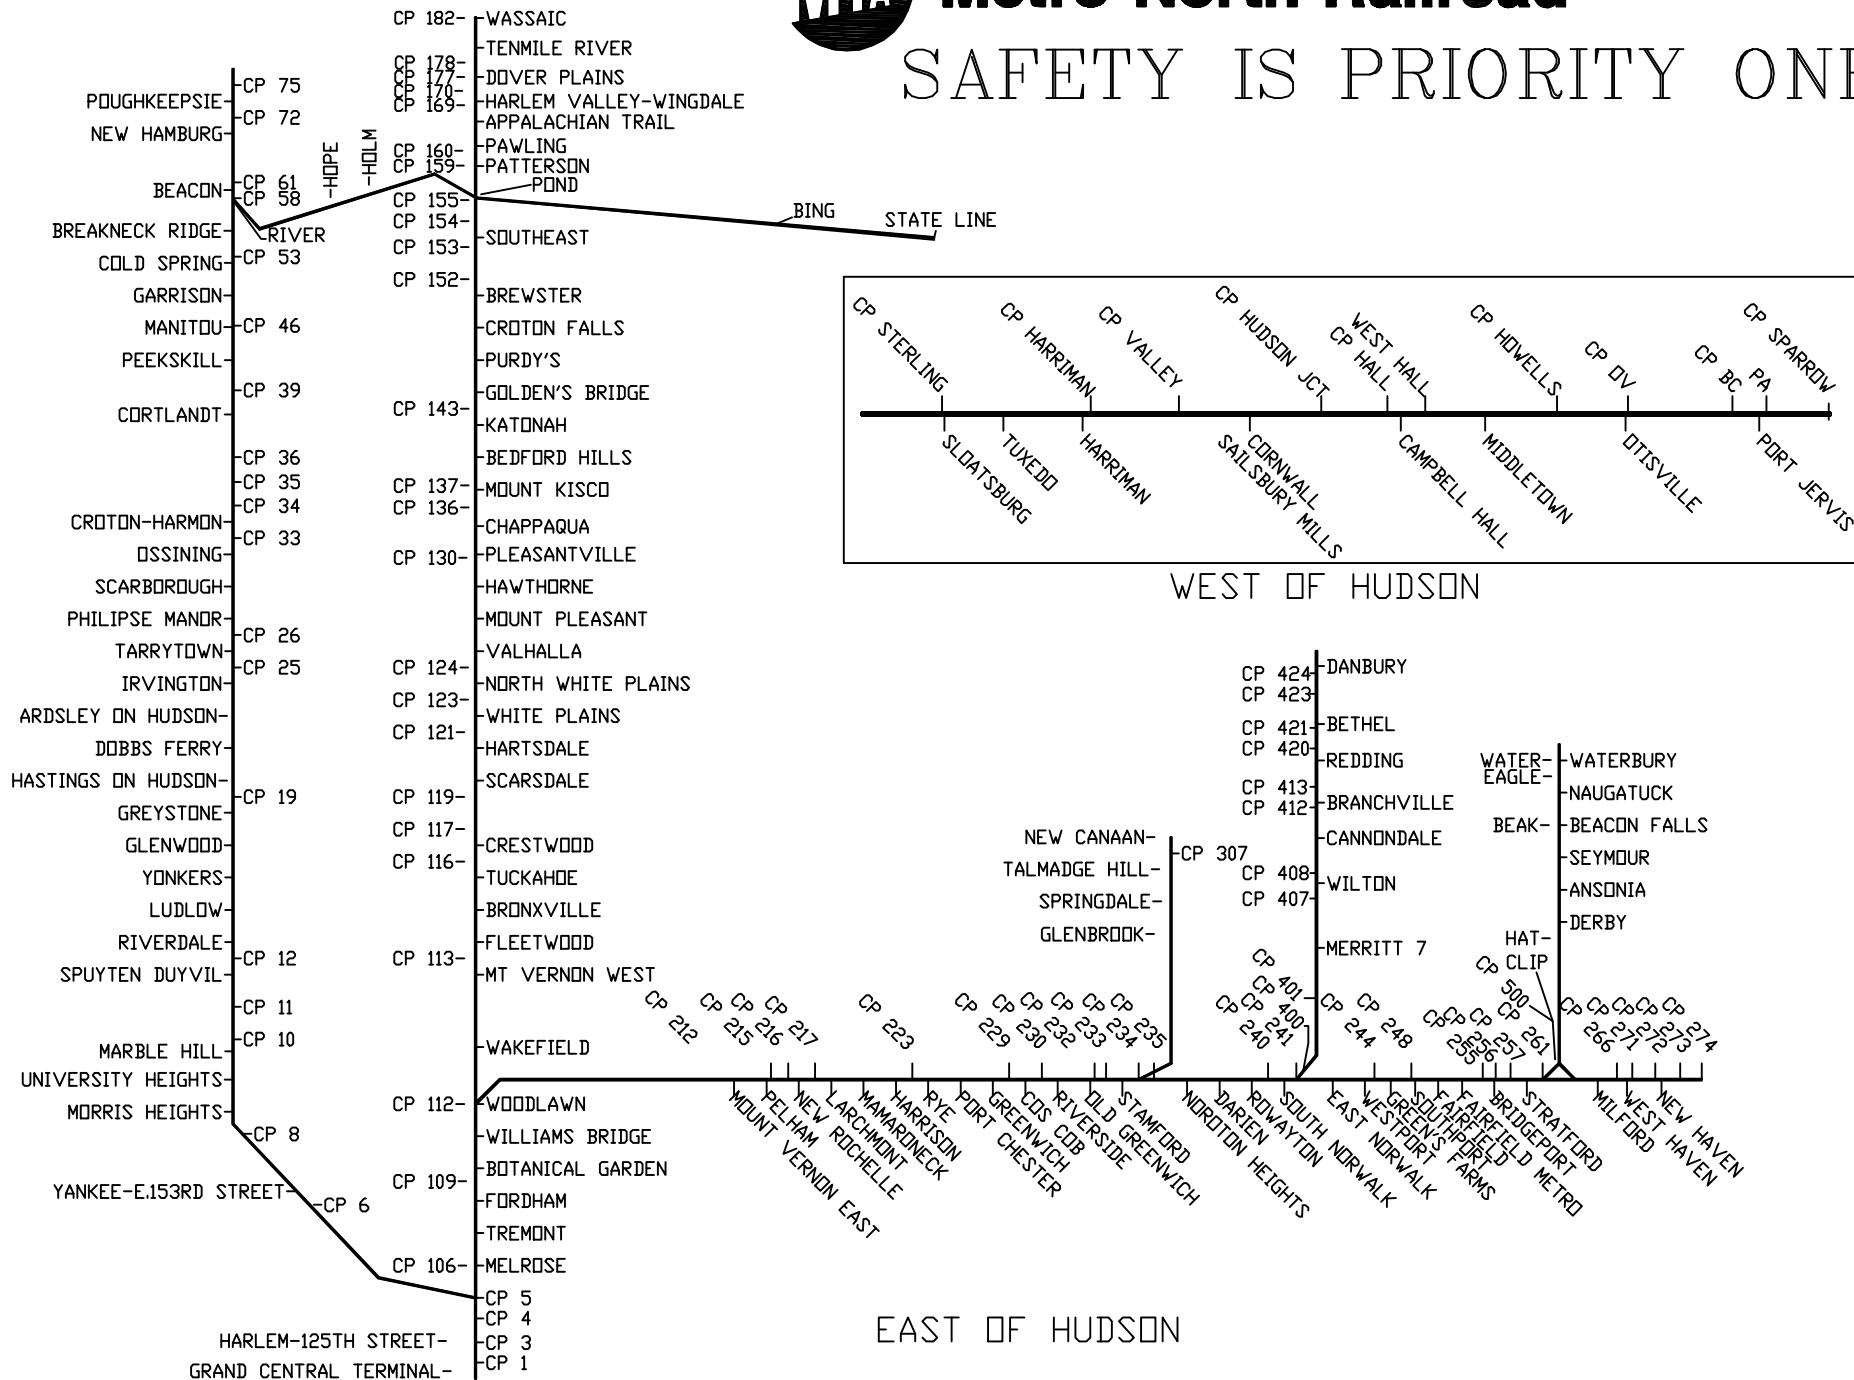 Metro-North Railroad
SAFETY IS PRIORITY
POUGHKEEPSIE
NEW HAMBURG
BEACON
BREAKNECK RIDGE
COLD SPRING
GARRISON
MANITOU
PEEKSKILL
CORTLANDT
CROTON-HARMON
OSSINING
SCARBOROUGH
PHILIPSE MANOR
TARRYTOWN
IRVINGTON
ARDSLEY ON HUDSON
DOBBS FERRY
HASTINGS ON HUDSON
GREYSTONE
GLENWOOD
YONKERS
LUDLOW
RIVERDALE
SPUYTEN DUYVIL
MARBLE HILL
UNIVERSITY HEIGHTS
MORRIS HEIGHTS
YANKEE-E.153RD STREET
HARLEM-125TH STREET
GRAND CENTRAL TERMINAL
CP 75
CP 72
CP 61
CP 58
RIVER
CP 53
CP 46
CP 39
CP 36
CP 35
CP 34
CP 33
CP 26
CP 25
CP 19
CP 12
CP 11
CP 10
CP 8
CP 6
HOPE
HOLM
CP 182
CP 178
CP 177
CP 170
CP 169
CP 160
CP 159
CP 155
CP 154
CP 153
CP 152
CP 143
CP 137
CP 136
CP 130
CP 124
CP 123
CP 121
CP 119
CP 117
CP 116
CP 113
CP 112
CP 109
CP 106
WASSAIC
TENMILE RIVER
DOVER PLAINS
HARLEM VALLEY-WINGDALE
APPALACHIAN TRAIL
PAWLING
PATTERSON
POND
BING
STATE LINE
SOUTHEAST
BREWSTER
CROTON FALLS
PURDY'S
GOLDEN'S BRIDGE
KATONAH
BEDFORD HILLS
MOUNT KISCO
CHAPPAQUA
PLEASANTVILLE
HAWTHORNE
MOUNT PLEASANT
VALHALLA
NORTH WHITE PLAINS
WHITE PLAINS
HARTSDALE
SCARSDALE
CRESTWOOD
TUCKAHOE
BRONXVILLE
FLEETWOOD
MT VERNON WEST
WAKEFIELD
WOODLAWN
WILLIAMS BRIDGE
BOTANICAL GARDEN
FORDHAM
TREMONT
MELROSE
CP 5
CP 4
CP 3
CP 1
CP STERLING
CP HARRIMAN
CP VALLEY
CP HUDSON JCT
CP HALL
WEST HALL
CP HOWELLS
CP OV
CP BC
PA
CP SPARROW
SLOATSBURG
TUXEDO
HARRIMAN
SAILSBURY MILLS
CORNWALL
CAMPBELL HALL
MIDDLETOWN
OTISVILLE
PORT JERVIS
WEST OF HUDSON
NEW CANAAN
TALMADGE HILL
SPRINGDALE
GLENBROOK
CP 307
CP 424
CP 423
CP 421
CP 420
CP 413
CP 412
CP 408
CP 407
CP 401
CP 400
DANBURY
BETHEL
REDDING
BRANCHVILLE
CANNONDALE
WILTON
MERRITT 7
WATER
EAGLE
BEAK
HAT
CLIP
CP 500
WATERBURY
NAUGATUCK
BEACON FALLS
SEYMOUR
ANSONIA
DERBY
CP 212
CP 215
CP 216
CP 217
CP 223
CP 229
CP 230
CP 232
CP 233
CP 234
CP 235
CP 240
CP 241
CP 244
CP 248
CP 255
CP 256
CP 257
CP 261
CP 266
CP 271
CP 272
CP 273
CP 274
MOUNT VERNON EAST
PELHAM
NEW ROCHELLE
LARCHMONT
MAMARONECK
HARRISON
RYE
PORT CHESTER
GREENWICH
COS COB
RIVERSIDE
OLD GREENWICH
STAMFORD
NOROTON HEIGHTS
DARIEN
ROWAYTON
SOUTH NORWALK
EAST NORWALK
WESTPORT
GREEN'S FARMS
SOUTHPORT
FAIRFIELD
FAIRFIELD METRO
BRIDGEPORT
STRATFORD
MILFORD
WEST HAVEN
NEW HAVEN
EAST OF HUDSON